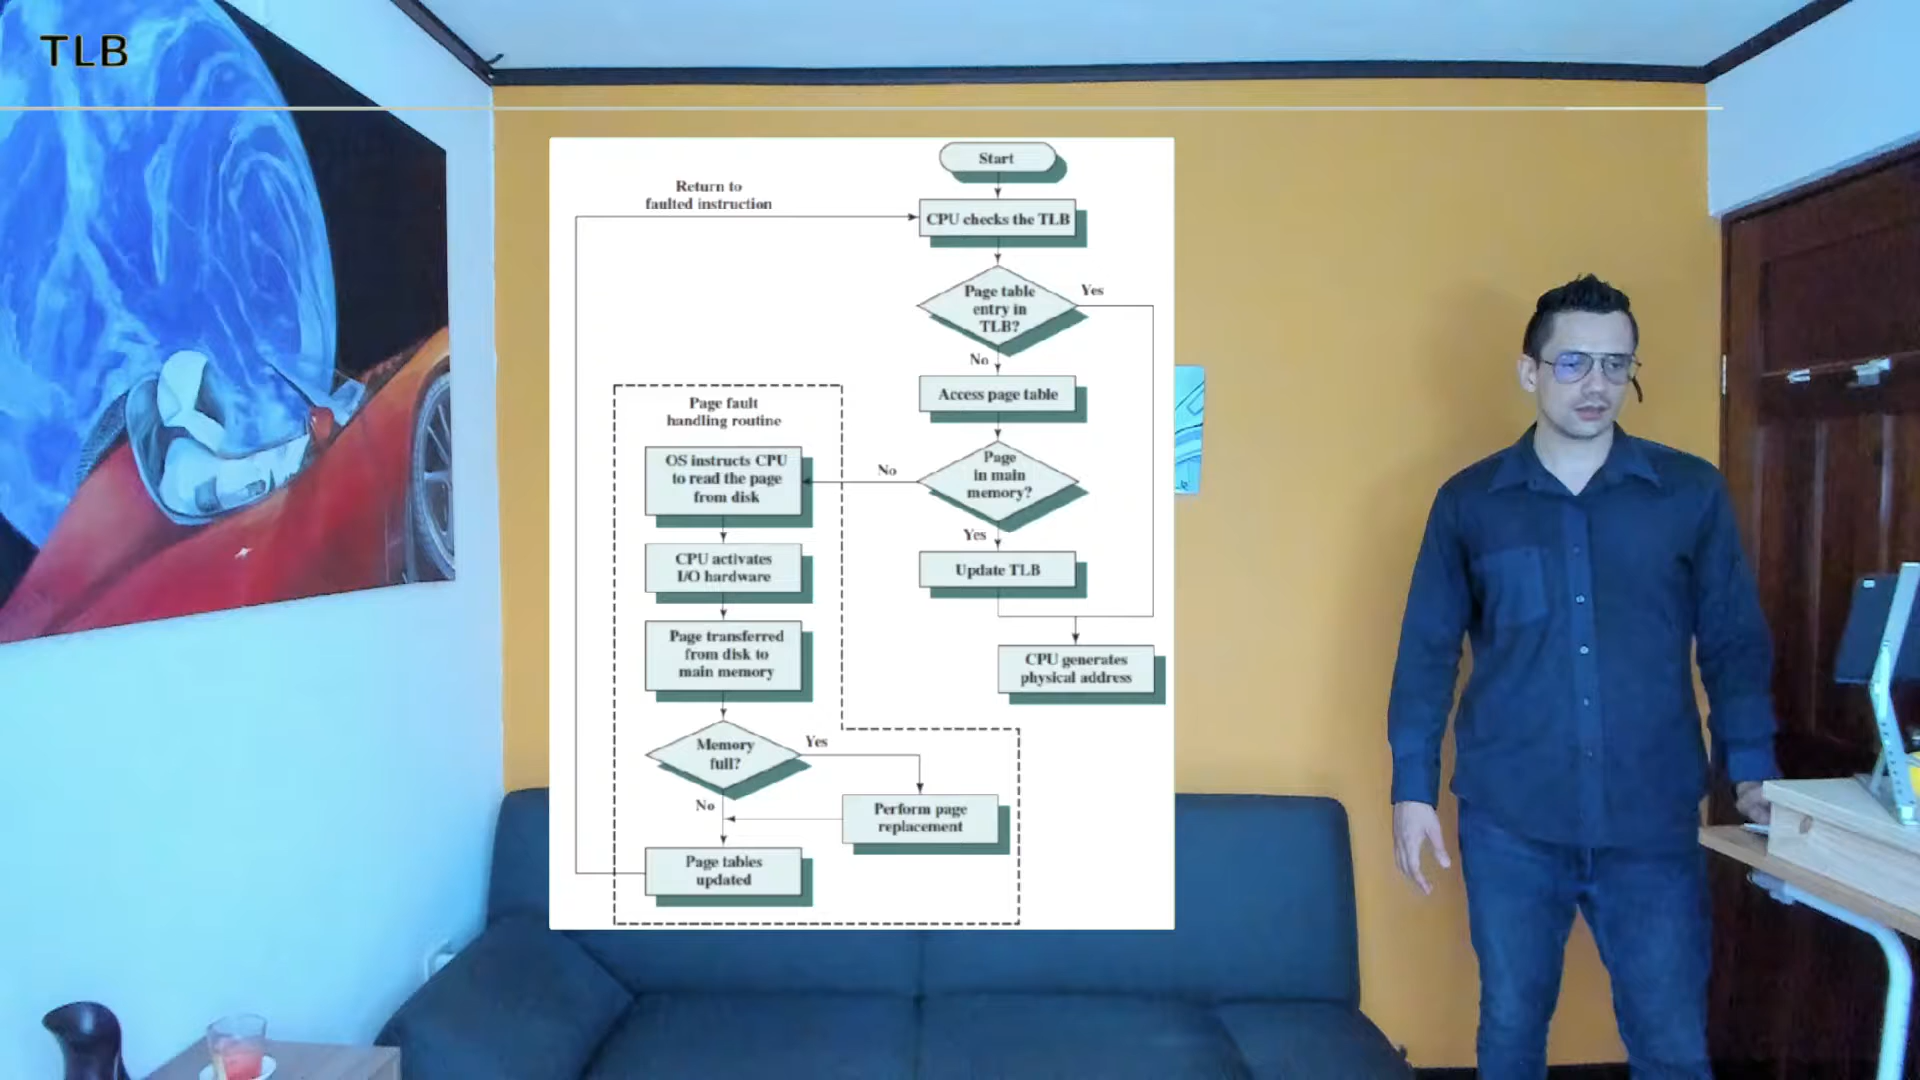 TLB
Start
Return to
faulted instruction
CPU checks the TLB
Page table
entry in
TLB?
Yes
No
Access page table
Page fault
handling routine
OS instructs CPU
to read the page
from disk
No
Page
in main
memory?
Yes
CPU activates
I/O hardware
Update TLB
Page transferred
from disk to
main memory
CPU generates
physical address
Memory
full?
Yes
No
Perform page
replacement
Page tables
updated